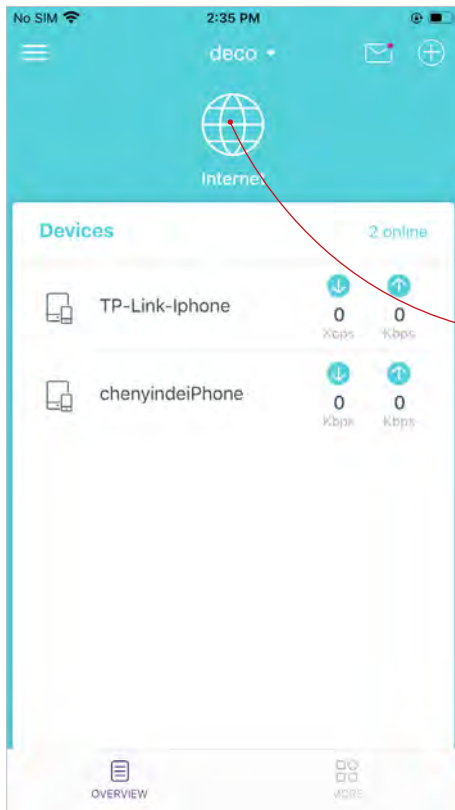 No SIM 2:35 PM
deco
Internet
Devices 2 online
TP-Link-Iphone
0 0
Kbps Kbps
chenyindeiPhone
0 0
Kbps Kbps
OVERVIEW MORE